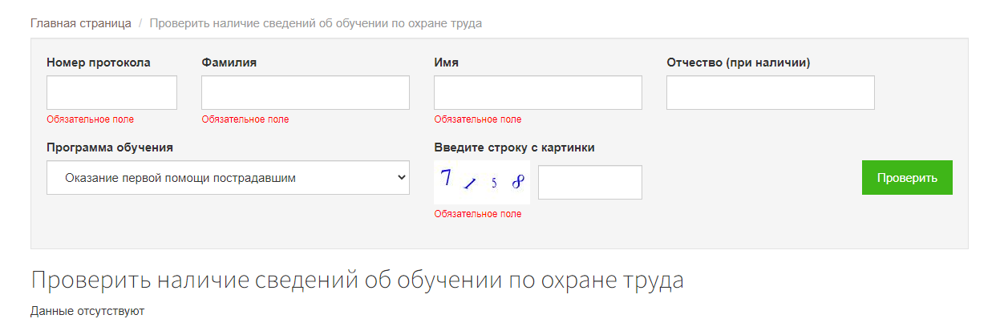 Главная страница / Проверить наличие сведений об обучении по охране труда
Номер протокола Фамилия Имя Отчество (при наличии)
Обязательное поле Обязательное поле Обязательное поле
Программа обучения Введите строку с картинки
Оказание первой помощи пострадавшим 7 1 5 8 Проверить
Обязательное поле
Проверить наличие сведений об обучении по охране труда
Данные отсутствуют